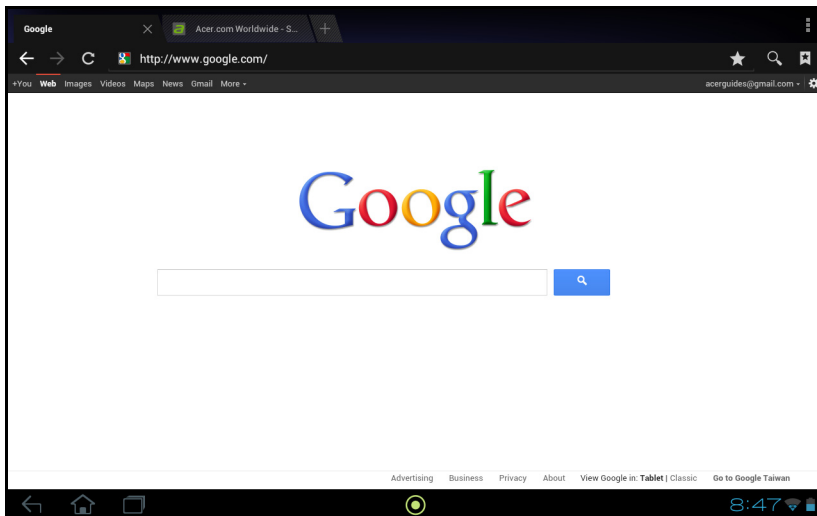 Google Acer.com Worldwide - S...
http://www.google.com/
+You Web Images Videos Maps News Gmail More acerguides@gmail.com
Google
Advertising Business Privacy About View Google in: Tablet | Classic Go to Google Taiwan
8:47